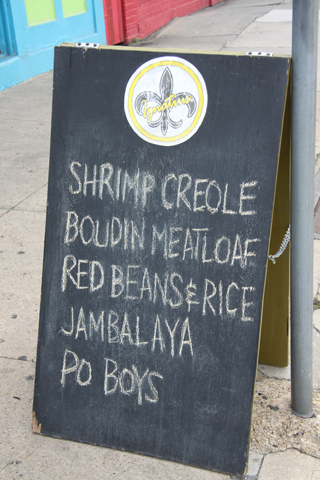 SHRIMP CREOLE
BOUDIN MEATLOAF
RED BEANS & RICE
JAMBALAYA
PO BOYS